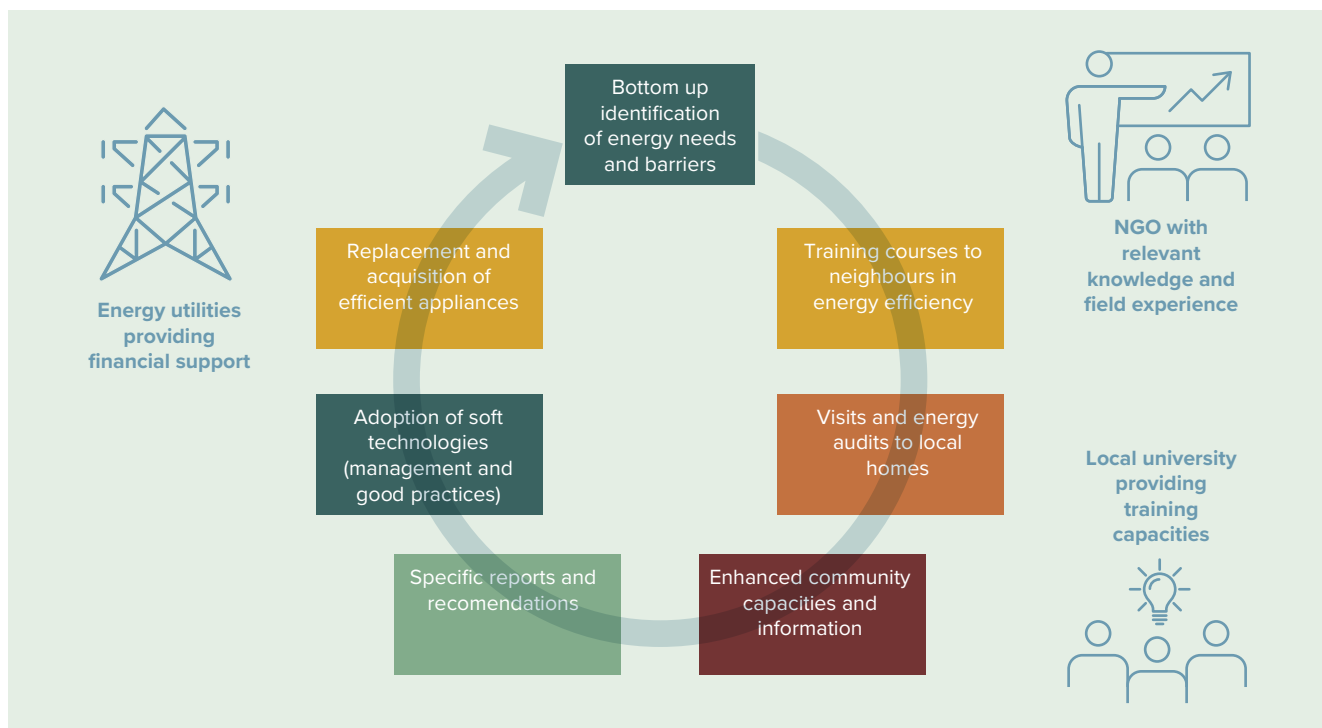 Bottom up
identification
of energy needs
and barriers
Training courses to
neighbours in
energy efficiency
Visits and energy
audits to local
homes
Enhanced community
capacities and
information
Specific reports and
recomendations
Adoption of soft
technologies
(management and
good practices)
Replacement and
acquisition of
efficient appliances
Energy utilities
providing
financial support
NGO with
relevant
knowledge and
field experience
Local university
providing
training
capacities